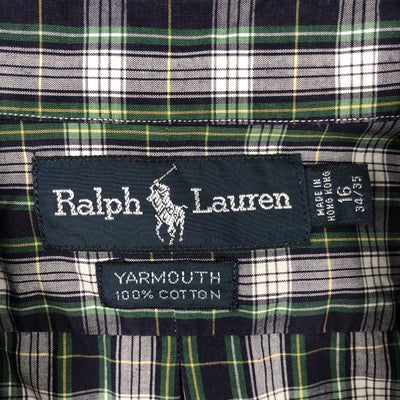 Ralph Lauren
MADE IN
HONG KONG
16
34/35
YARMOUTH
100% COTTON